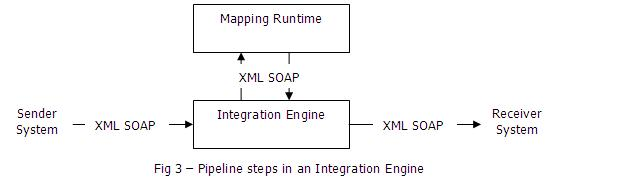 Mapping Runtime
XML SOAP
Sender
System
XML SOAP
Integration Engine
XML SOAP
Receiver
System
Fig 3 – Pipeline steps in an Integration Engine